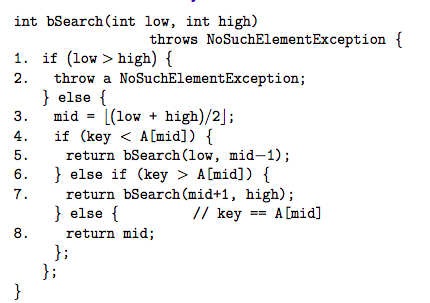 int bSearch(int low, int high)
throws NoSuchElementException {
1. if (low > high) {
2. throw a NoSuchElementException;
} else {
3. mid = ⌊(low + high)/2⌋;
4. if (key < A[mid]) {
5. return bSearch(low, mid−1);
6. } else if (key > A[mid]) {
7. return bSearch(mid+1, high);
} else { // key == A[mid]
8. return mid;
};
};
}